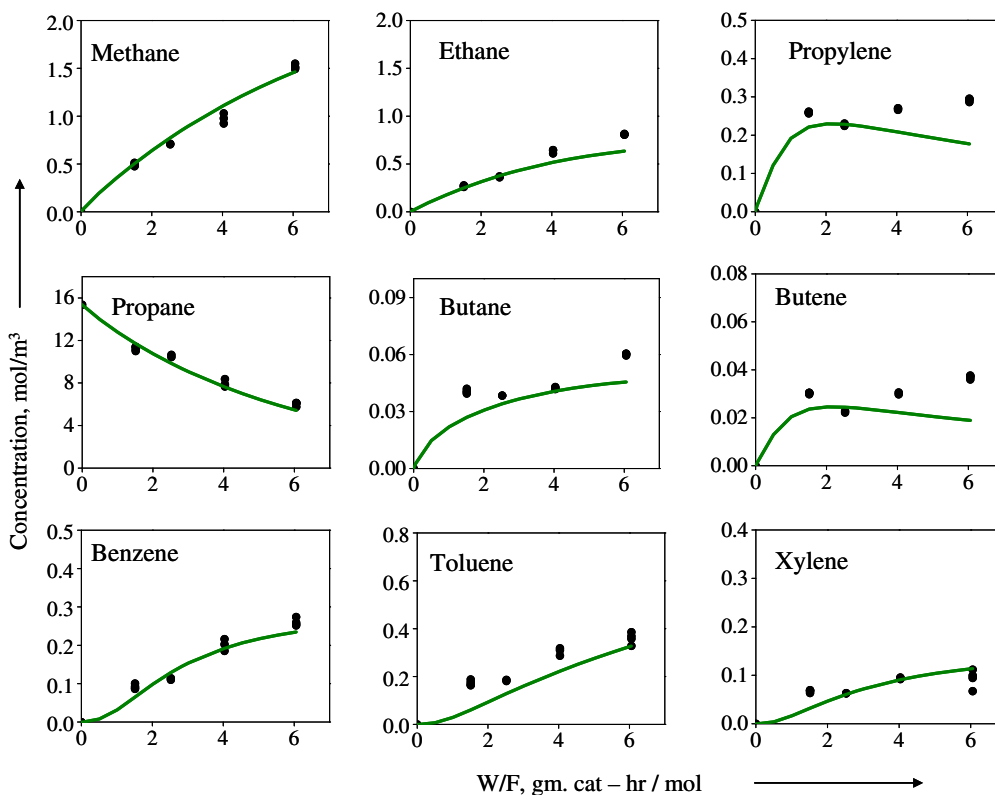 Concentration, mol/m³
Methane
2.0
1.5
1.0
0.5
0.0
0 2 4 6
Ethane
2.0
1.5
1.0
0.5
0.0
0 2 4 6
Propylene
0.5
0.4
0.3
0.2
0.1
0.0
0 2 4 6
Propane
16
12
8
4
0
0 2 4 6
Butane
0.09
0.06
0.03
0.00
0 2 4 6
Butene
0.08
0.06
0.04
0.02
0.00
0 2 4 6
Benzene
0.5
0.4
0.3
0.2
0.1
0.0
0 2 4 6
Toluene
0.8
0.6
0.4
0.2
0.0
0 2 4 6
Xylene
0.4
0.3
0.2
0.1
0.0
0 2 4 6
W/F, gm. cat – hr / mol